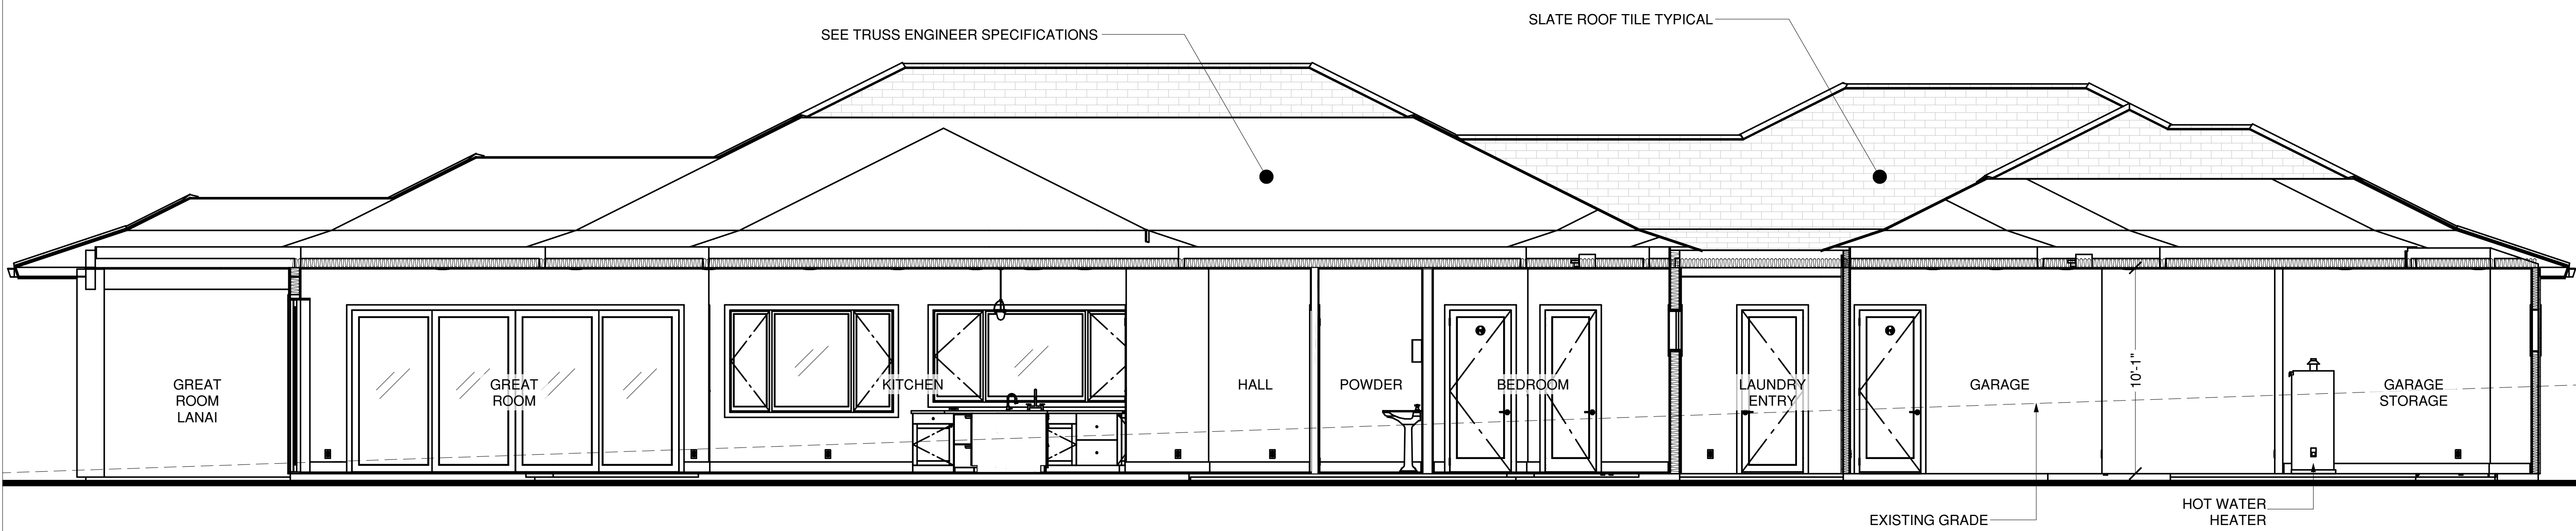 SLATE ROOF TILE TYPICAL
SEE TRUSS ENGINEER SPECIFICATIONS
10'-1"
GREAT
ROOM
LANAI
GREAT
ROOM
KITCHEN
HALL
POWDER
BEDROOM
LAUNDRY
ENTRY
GARAGE
GARAGE
STORAGE
HOT WATER
HEATER
EXISTING GRADE